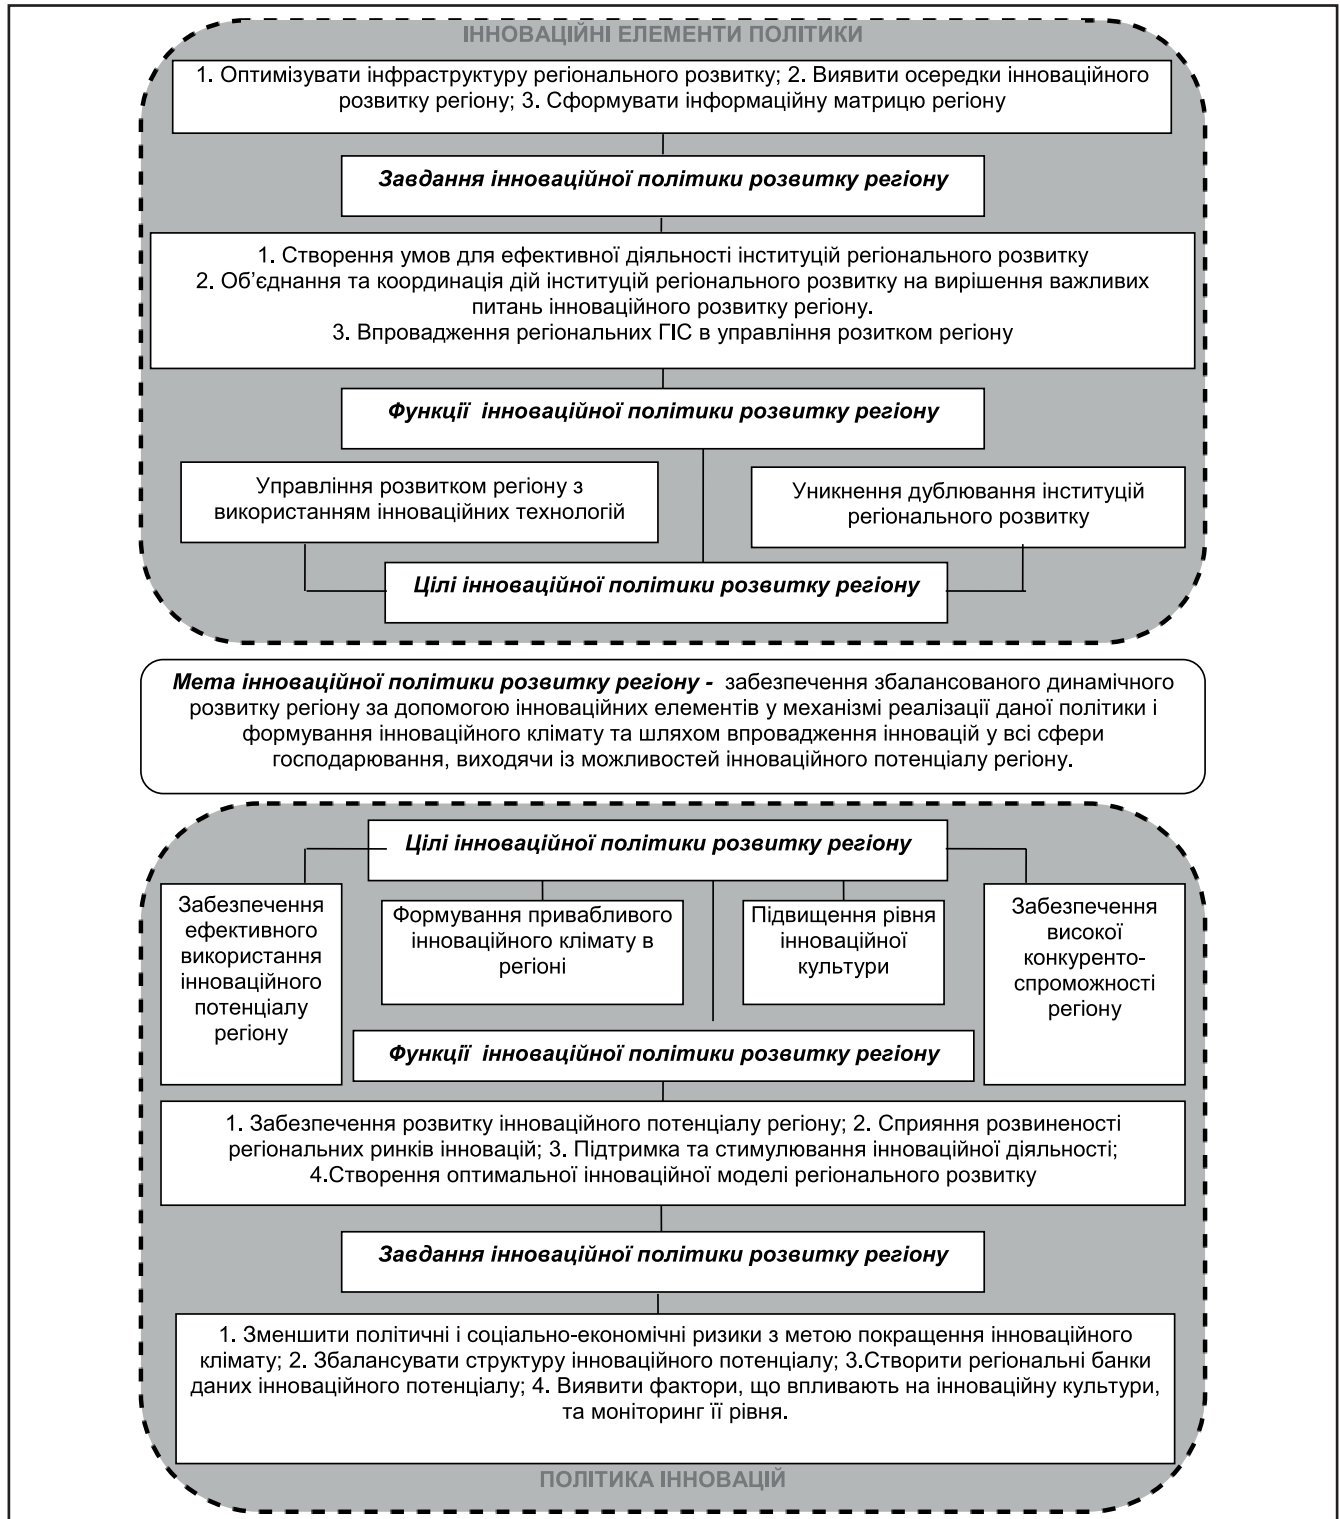 ІННОВАЦІЙНІ ЕЛЕМЕНТИ ПОЛІТИКИ
1. Оптимізувати інфраструктуру регіонального розвитку; 2. Виявити осередки інноваційного
розвитку регіону; 3. Сформувати інформаційну матрицю регіону
Завдання інноваційної політики розвитку регіону
1. Створення умов для ефективної діяльності інституцій регіонального розвитку
2. Об’єднання та координація дій інституцій регіонального розвитку на вирішення важливих
питань інноваційного розвитку регіону.
3. Впровадження регіональних ГІС в управління розитком регіону
Функції інноваційної політики розвитку регіону
Управління розвитком регіону з
використанням інноваційних технологій
Уникнення дублювання інституцій
регіонального розвитку
Цілі інноваційної політики розвитку регіону
Мета інноваційної політики розвитку регіону - забезпечення збалансованого динамічного
розвитку регіону за допомогою інноваційних елементів у механізмі реалізації даної політики і
формування інноваційного клімату та шляхом впровадження інновацій у всі сфери
господарювання, виходячи із можливостей інноваційного потенціалу регіону.
Цілі інноваційної політики розвитку регіону
Забезпечення
ефективного
використання
інноваційного
потенціалу
регіону
Формування привабливого
інноваційного клімату в
регіоні
Підвищення рівня
інноваційної
культури
Забезпечення
високої
конкуренто-
спроможності
регіону
Функції інноваційної політики розвитку регіону
1. Забезпечення розвитку інноваційного потенціалу регіону; 2. Сприяння розвиненості
регіональних ринків інновацій; 3. Підтримка та стимулювання інноваційної діяльності;
4.Створення оптимальної інноваційної моделі регіонального розвитку
Завдання інноваційної політики розвитку регіону
1. Зменшити політичні і соціально-економічні ризики з метою покращення інноваційного
клімату; 2. Збалансувати структуру інноваційного потенціалу; 3.Створити регіональні банки
даних інноваційного потенціалу; 4. Виявити фактори, що впливають на інноваційну культури,
та моніторинг її рівня.
ПОЛІТИКА ІННОВАЦІЙ